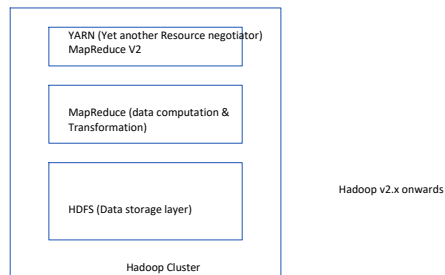 YARN (Yet another Resource negotiator)
MapReduce V2
MapReduce (data computation &
Transformation)
Hadoop v2.x onwards
HDFS (Data storage layer)
Hadoop Cluster